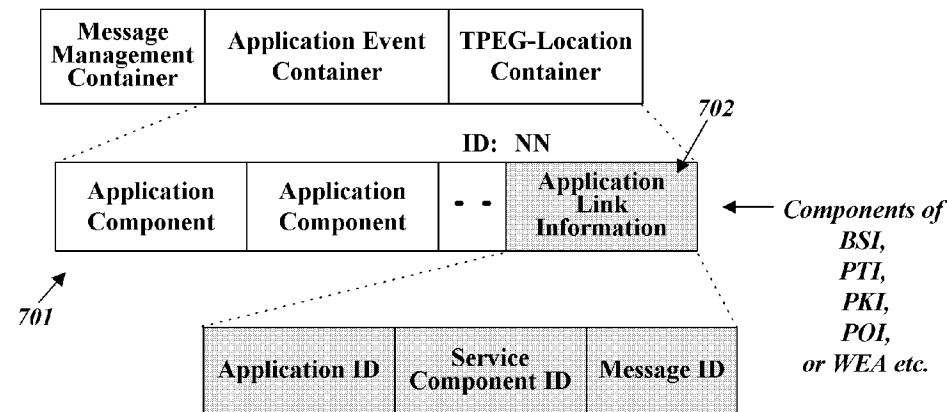 Message
Management
Container
Application Event
Container
TPEG-Location
Container
702
ID: NN
Application
Component
Application
Component
- -
Application
Link
Information
Components of
BSI,
PTI,
PKI,
POI,
or WEA etc.
701
Application ID
Service
Component ID
Message ID